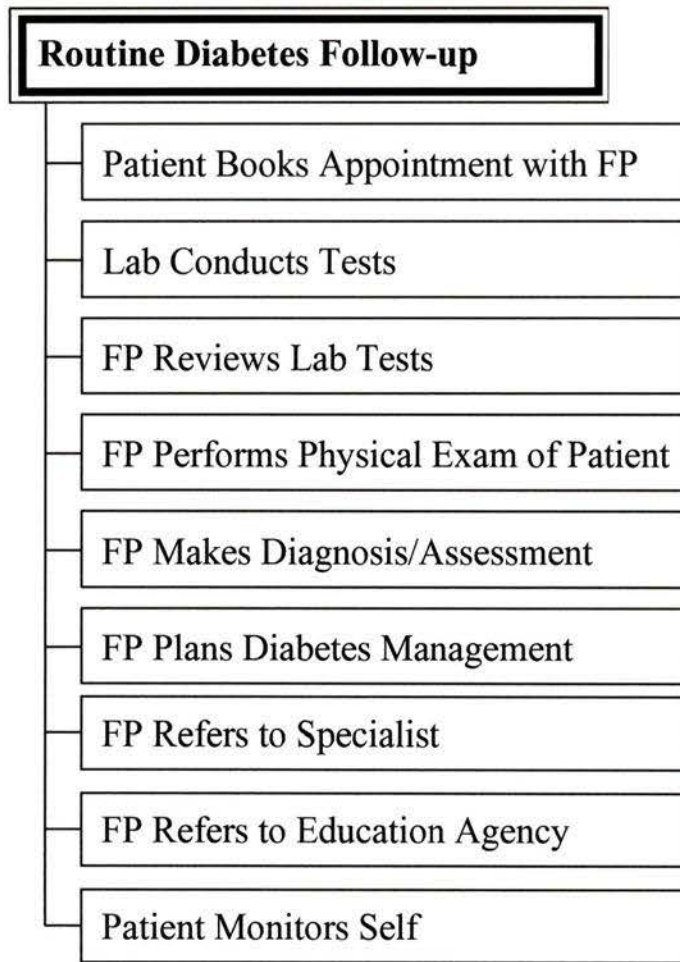 Routine Diabetes Follow-up
Patient Books Appointment with FP
Lab Conducts Tests
FP Reviews Lab Tests
FP Performs Physical Exam of Patient
FP Makes Diagnosis/Assessment
FP Plans Diabetes Management
FP Refers to Specialist
FP Refers to Education Agency
Patient Monitors Self